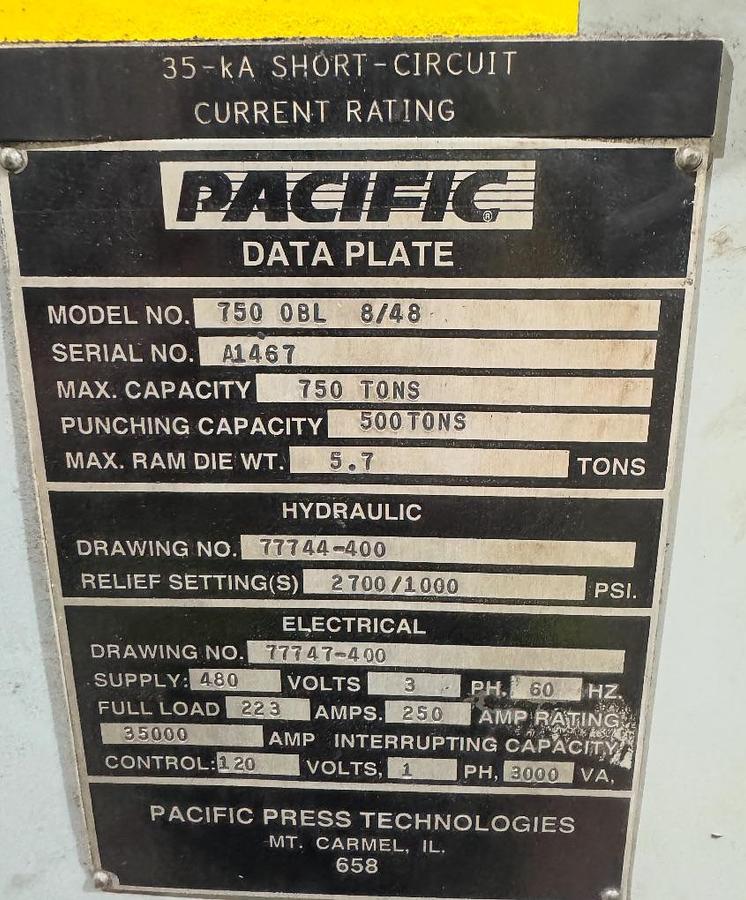 35-kA SHORT-CIRCUIT
CURRENT RATING
PACIFIC®
DATA PLATE
MODEL NO. 750 OBL 8/48
SERIAL NO. A1467
MAX. CAPACITY 750 TONS
PUNCHING CAPACITY 500 TONS
MAX. RAM DIE WT. 5.7 TONS
HYDRAULIC
DRAWING NO. 77744-400
RELIEF SETTING(S) 2700/1000 PSI.
ELECTRICAL
DRAWING NO. 77747-400
SUPPLY: 480 VOLTS 3 PH, 60 HZ.
FULL LOAD 223 AMPS. 250 AMP RATING
35000 AMP INTERRUPTING CAPACITY
CONTROL: 120 VOLTS, 1 PH, 3000 VA,
PACIFIC PRESS TECHNOLOGIES
MT. CARMEL, IL.
658